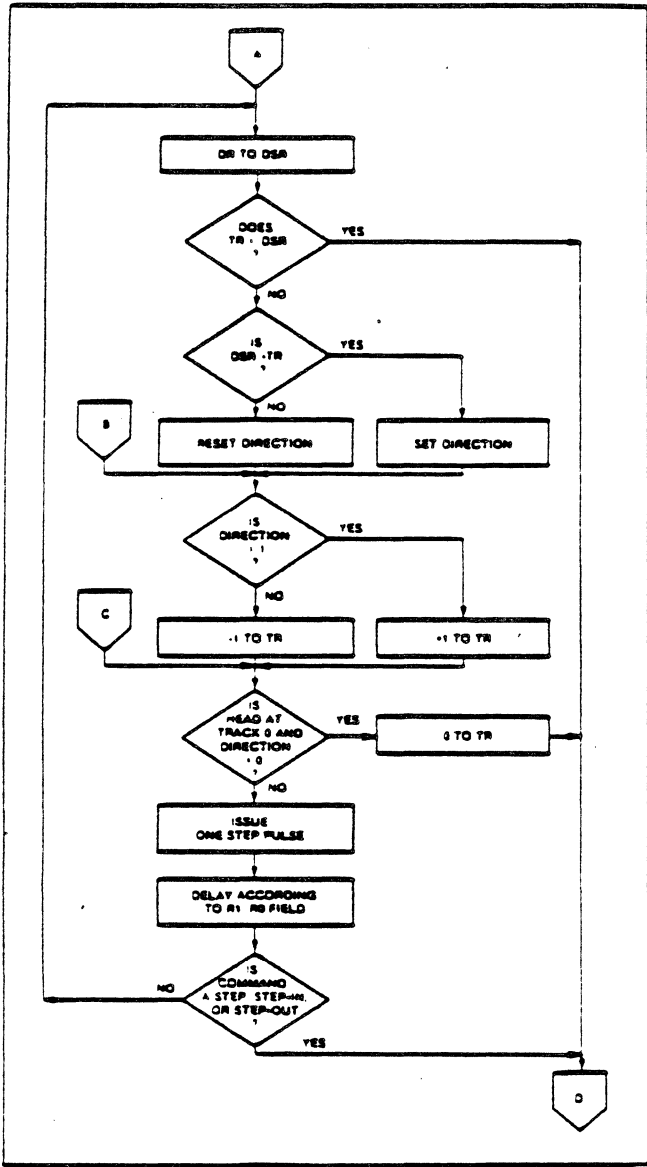 A
DR TO DSR
DOES
TR = DSR
?
YES
NO
IS
DSR > TR
?
YES
NO
B
RESET DIRECTION
SET DIRECTION
IS
DIRECTION
= 1
?
YES
NO
C
-1 TO TR
+1 TO TR
IS
HEAD AT
TRACK 0 AND
DIRECTION
= 0
?
YES
0 TO TR
NO
ISSUE
ONE STEP PULSE
DELAY ACCORDING
TO R1 R0 FIELD
IS
COMMAND
A STEP, STEP-IN,
OR STEP-OUT
?
NO
YES
D